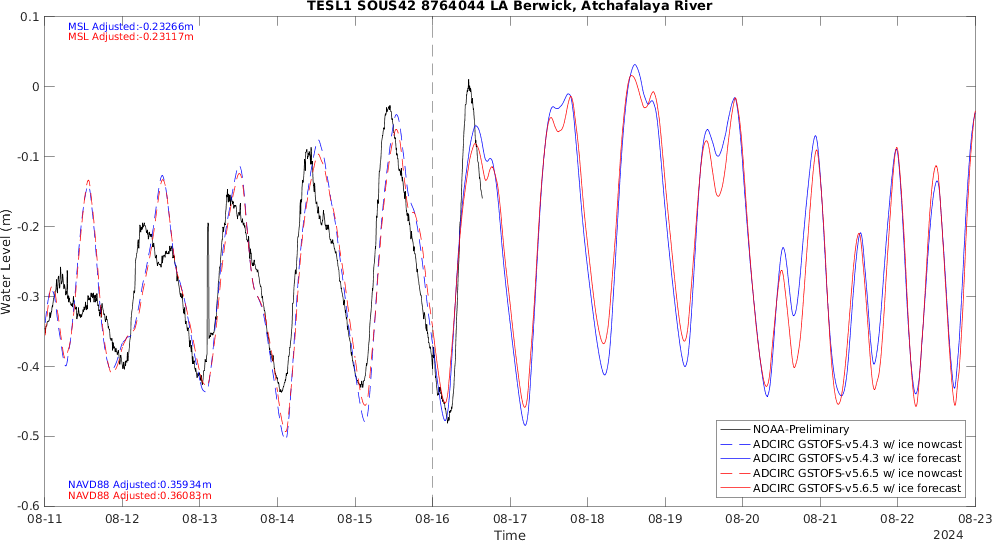 TESL1 SOUS42 8764044 LA Berwick, Atchafalaya River
MSL Adjusted:-0.23266m
MSL Adjusted:-0.23117m
0.1
0
-0.1
-0.2
-0.3
-0.4
-0.5
-0.6
Water Level (m)
NAVD88 Adjusted:0.35934m
NAVD88 Adjusted:0.36083m
NOAA-Preliminary
ADCIRC GSTOFS-v5.4.3 w/ ice nowcast
ADCIRC GSTOFS-v5.4.3 w/ ice forecast
ADCIRC GSTOFS-v5.6.5 w/ ice nowcast
ADCIRC GSTOFS-v5.6.5 w/ ice forecast
08-11 08-12 08-13 08-14 08-15 08-16 08-17 08-18 08-19 08-20 08-21 08-22 08-23
Time
2024